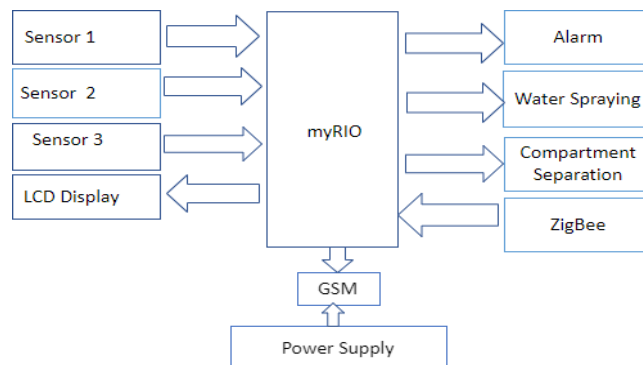 Sensor 1
Sensor 2
Sensor 3
LCD Display
myRIO
Alarm
Water Spraying
Compartment
Separation
ZigBee
GSM
Power Supply